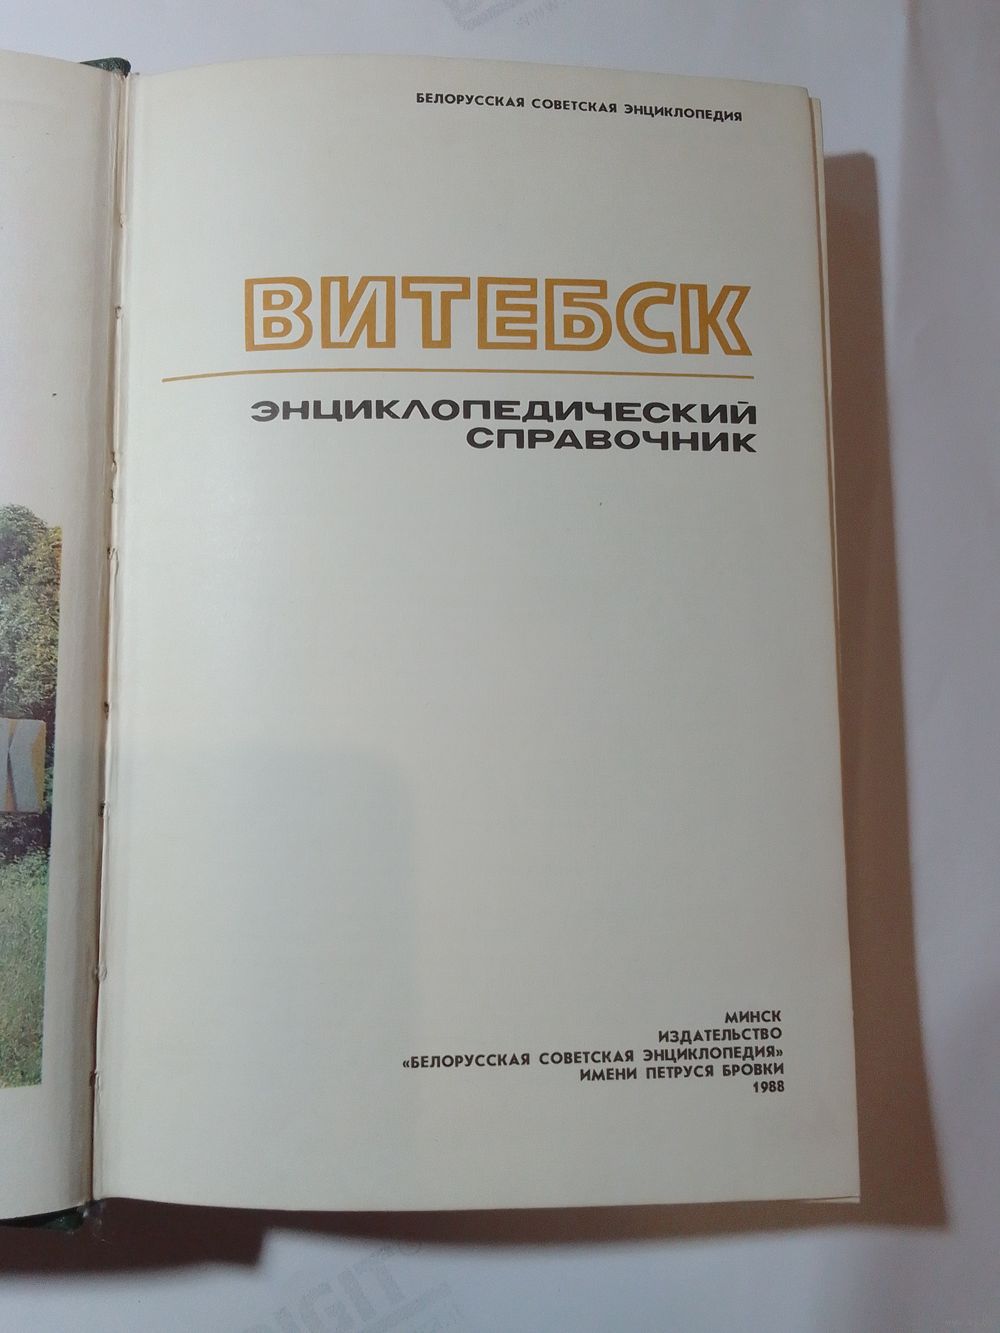 БЕЛОРУССКАЯ СОВЕТСКАЯ ЭНЦИКЛОПЕДИЯ
ВИТЕБСК
ЭНЦИКЛОПЕДИЧЕСКИЙ
СПРАВОЧНИК
МИНСК
ИЗДАТЕЛЬСТВО
«БЕЛОРУССКАЯ СОВЕТСКАЯ ЭНЦИКЛОПЕДИЯ»
ИМЕНИ ПЕТРУСЯ БРОВКИ
1988